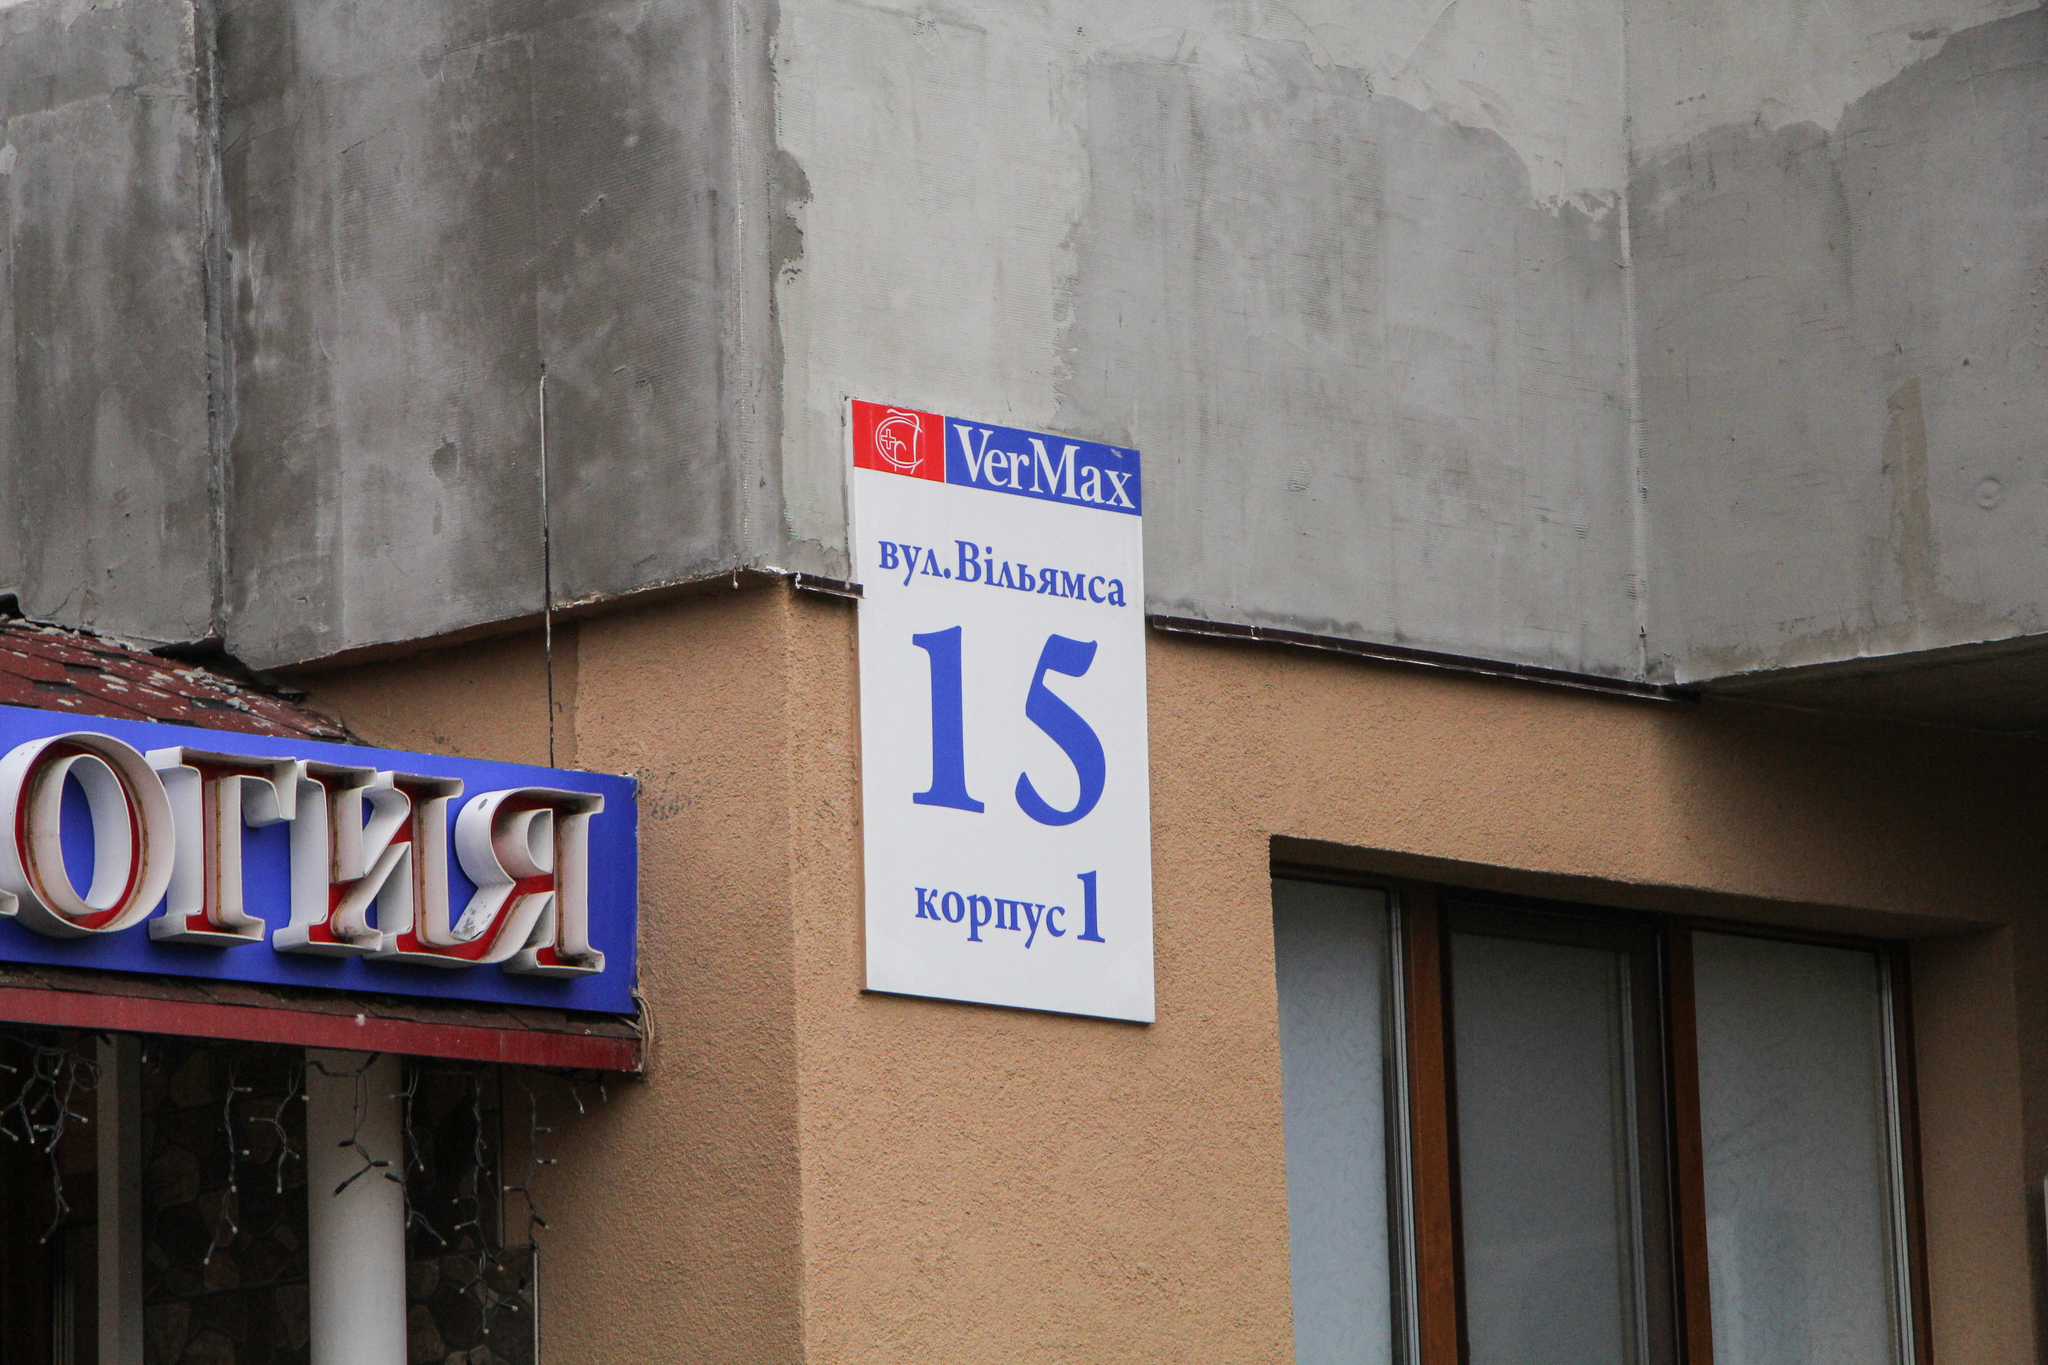 VerMax
вул.Вільямса
15
корпус 1
ОГИЯ